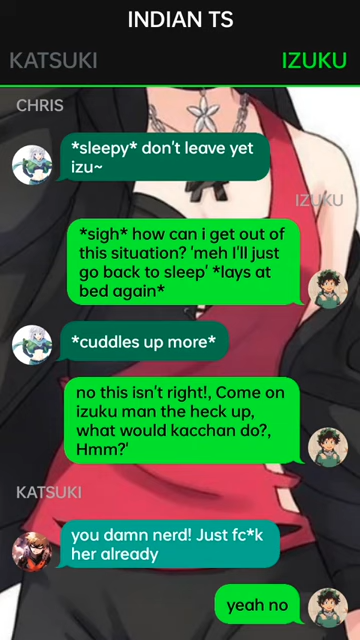 INDIAN TS
KATSUKI
IZUKU
CHRIS
*sleepy* don't leave yet
izu~
IZUKU
*sigh* how can i get out of
this situation? 'meh I'll just
go back to sleep' *lays at
bed again*
*cuddles up more*
no this isn't right!, Come on
izuku man the heck up,
what would kacchan do?,
Hmm?'
KATSUKI
you damn nerd! Just fc*k
her already
yeah no